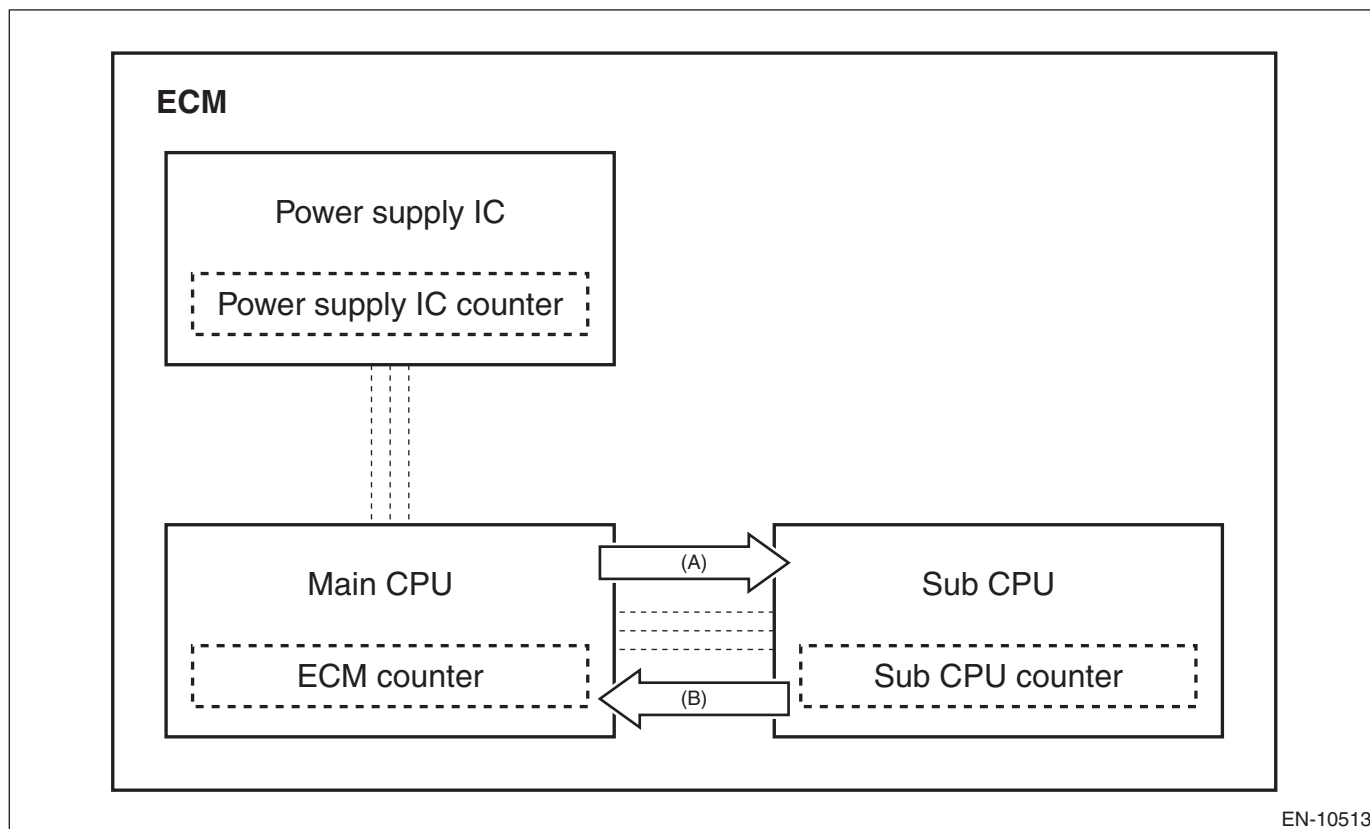 ECM
Power supply IC
Power supply IC counter
Main CPU
(A)
Sub CPU
ECM counter
(B)
Sub CPU counter
EN-10513